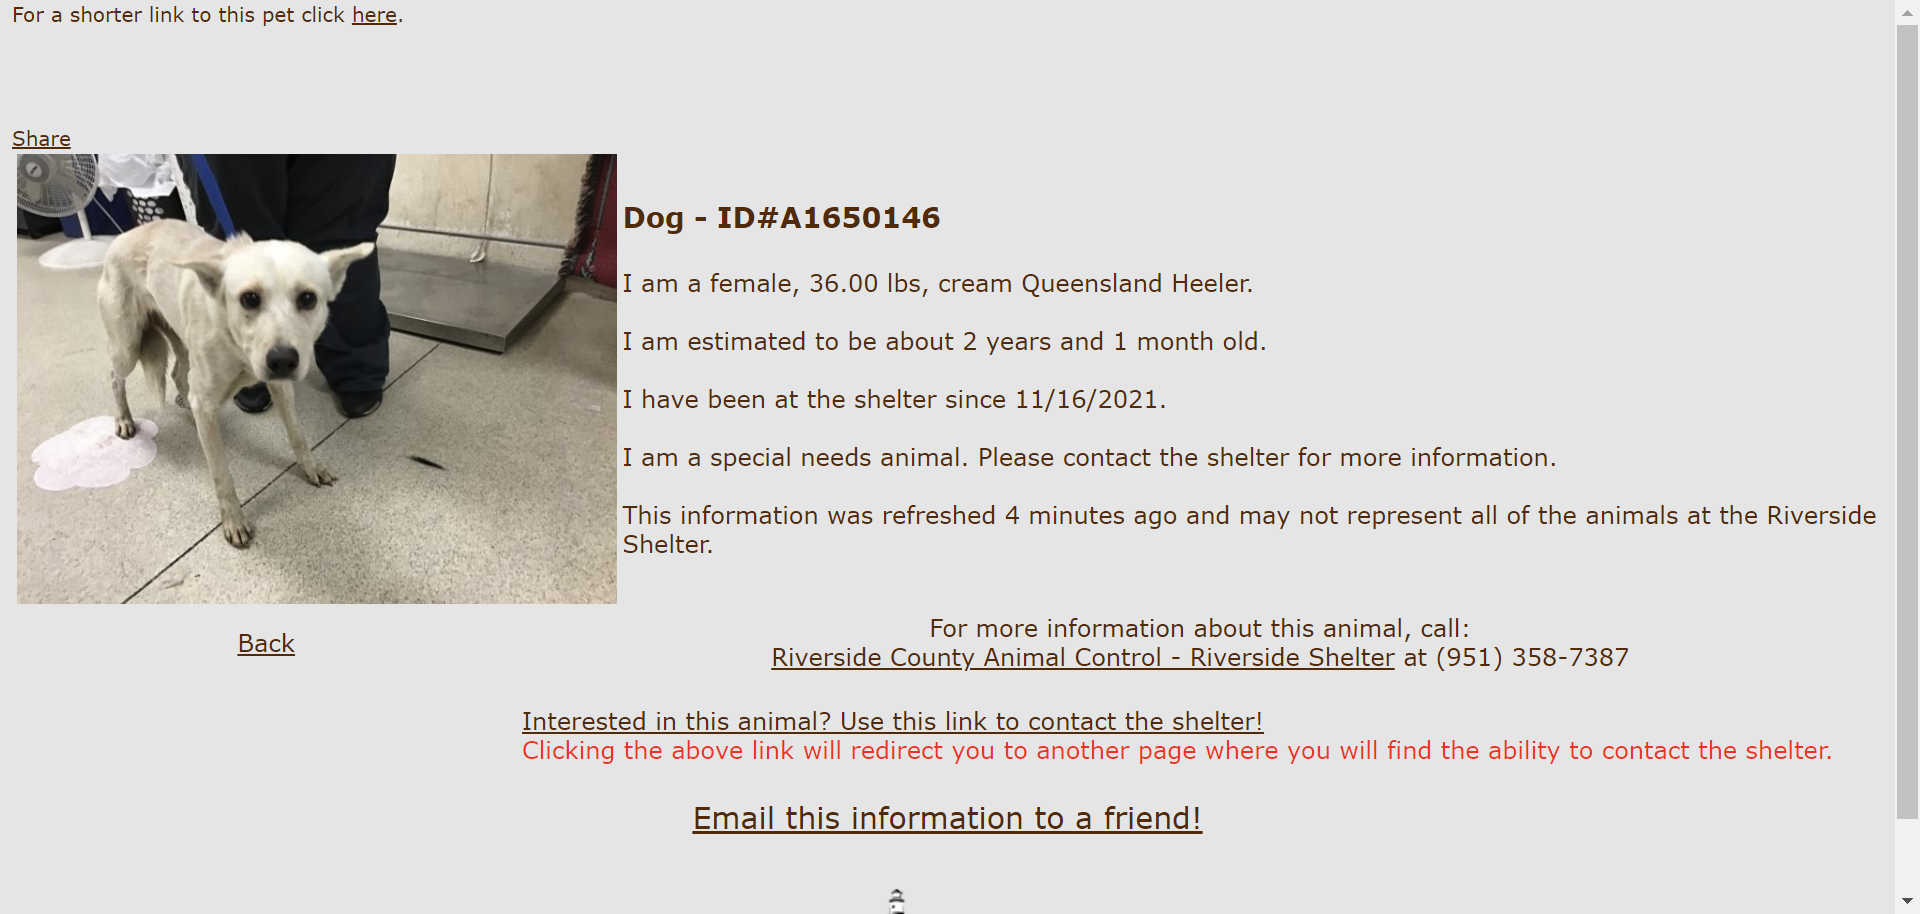 For a shorter link to this pet click here.
Share
Dog - ID#A1650146
I am a female, 36.00 lbs, cream Queensland Heeler.
I am estimated to be about 2 years and 1 month old.
I have been at the shelter since 11/16/2021.
I am a special needs animal. Please contact the shelter for more information.
This information was refreshed 4 minutes ago and may not represent all of the animals at the Riverside
Shelter.
Back
For more information about this animal, call:
Riverside County Animal Control - Riverside Shelter at (951) 358-7387
Interested in this animal? Use this link to contact the shelter!
Clicking the above link will redirect you to another page where you will find the ability to contact the shelter.
Email this information to a friend!